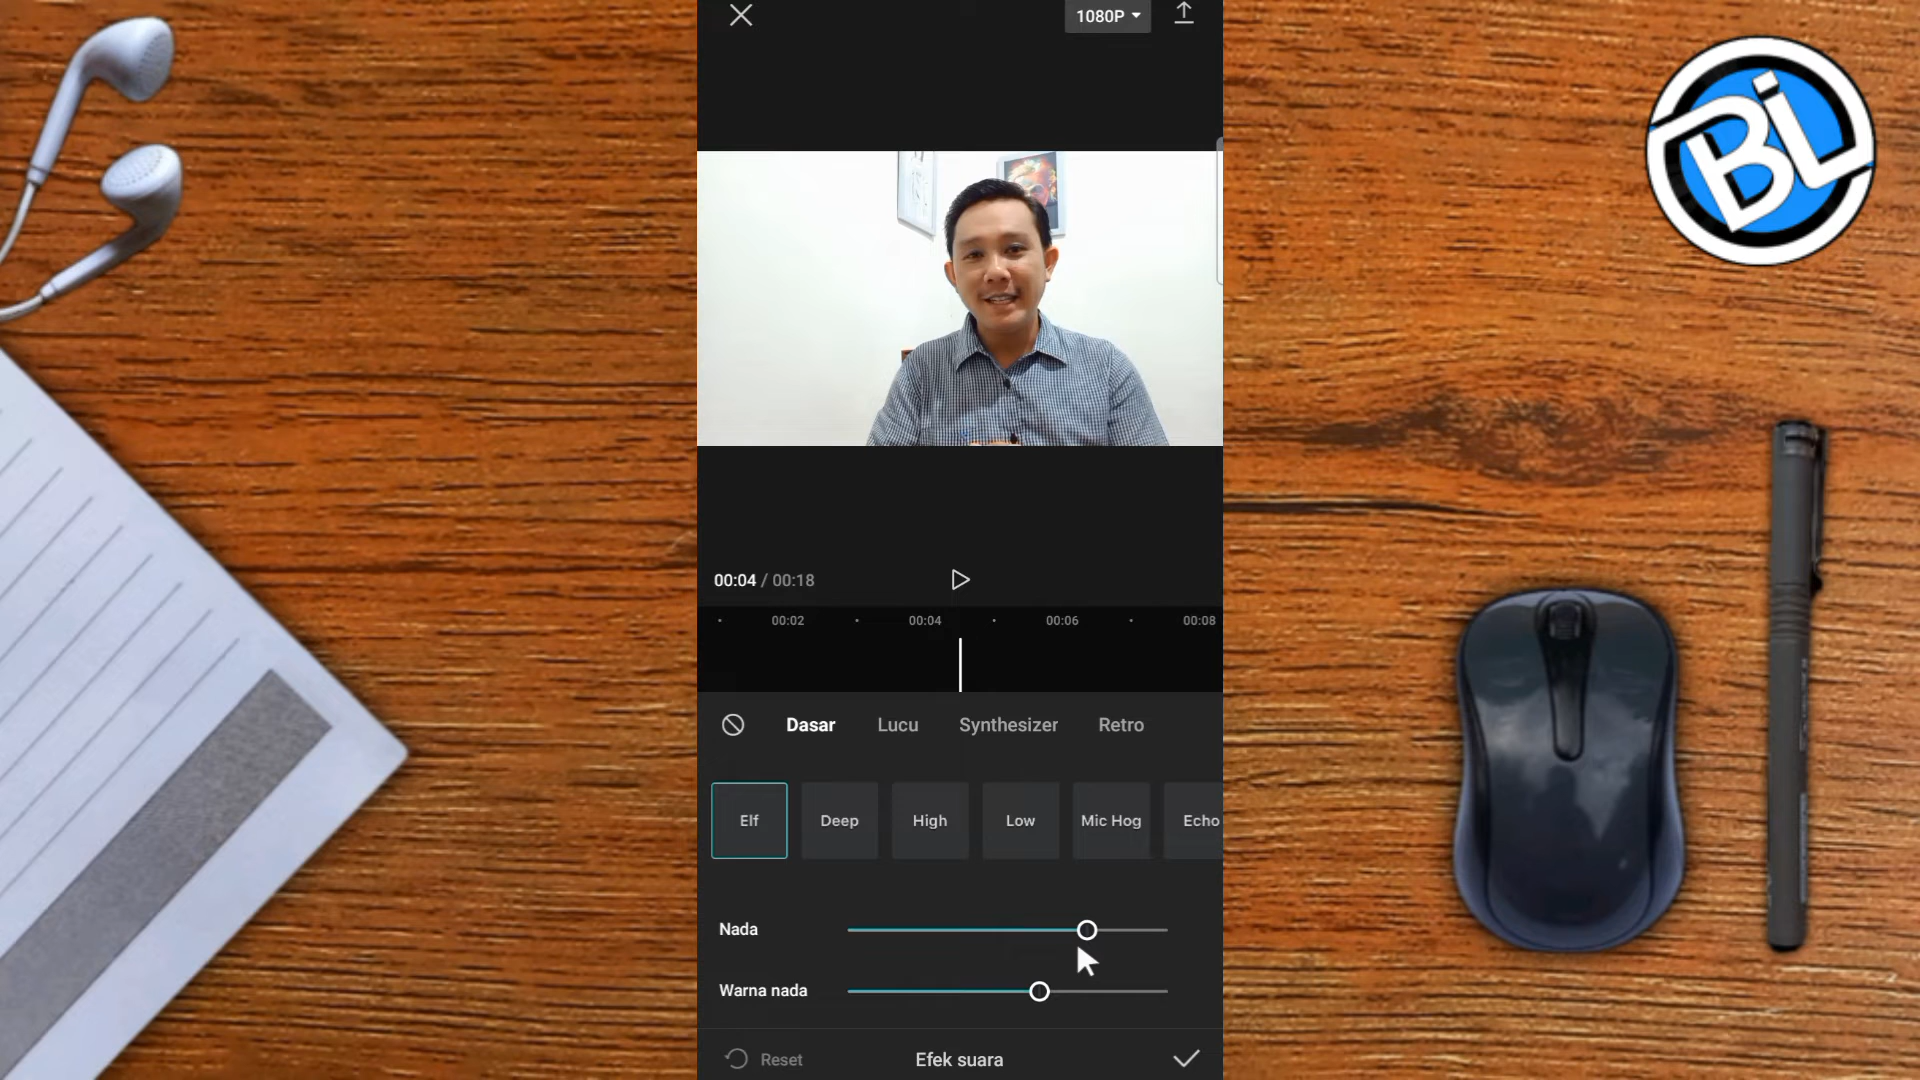 1080P
BI
00:04 / 00:18
00:02 00:04 00:06 00:08
Dasar Lucu Synthesizer Retro
Elf Deep High Low Mic Hog Echo
Nada
Warna nada
Reset Efek suara